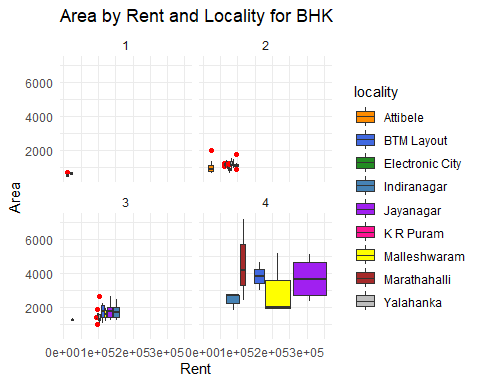 Area by Rent and Locality for BHK
1
2
6000
4000
2000
3
4
6000
4000
2000
0e+001e+052e+053e+050e+001e+052e+053e+05
Rent
Area
locality
Attibele
BTM Layout
Electronic City
Indiranagar
Jayanagar
K R Puram
Malleshwaram
Marathahalli
Yalahanka